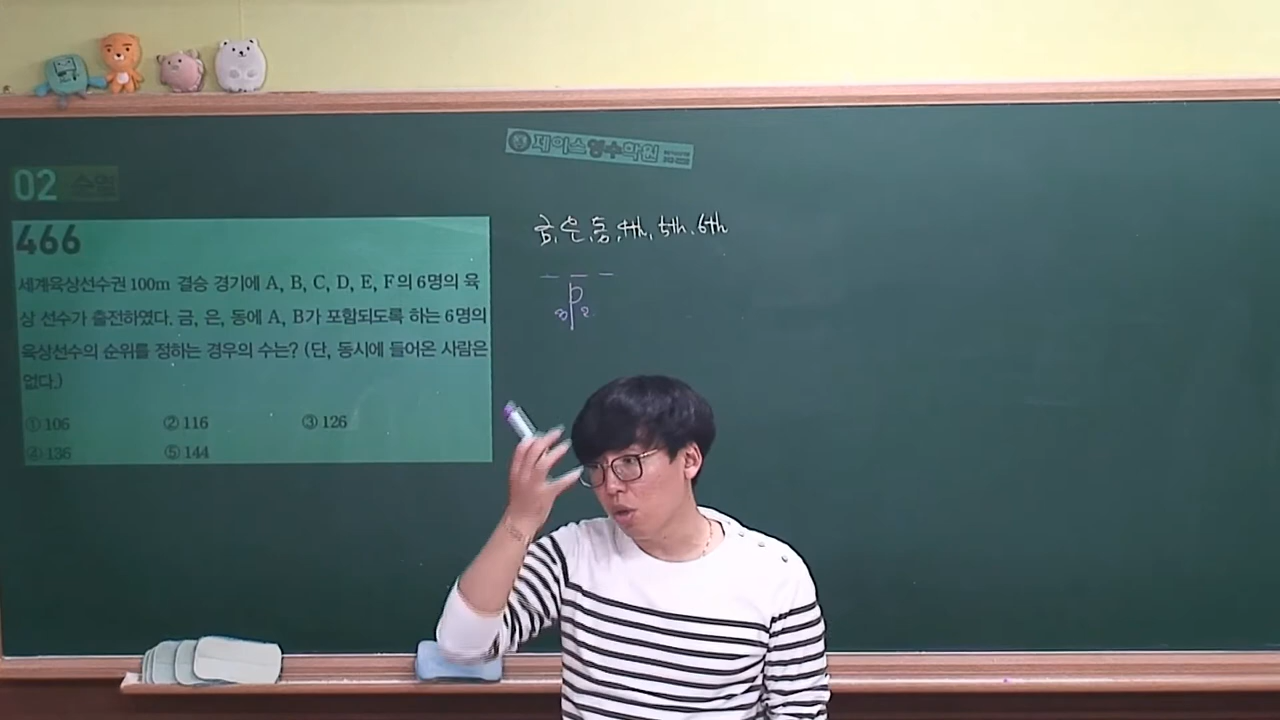 제이스영수학원
02 수열
466
세계육상선수권 100m 결승 경기에 A, B, C, D, E, F의 6명의 육
상 선수가 출전하였다. 금, 은, 동에 A, B가 포함되도록 하는 6명의
육상선수의 순위를 정하는 경우의 수는? (단, 동시에 들어온 사람은
없다.)
① 106 ② 116 ③ 126
④ 136 ⑤ 144
금, 은, 동, 4th, 5th, 6th
3P2